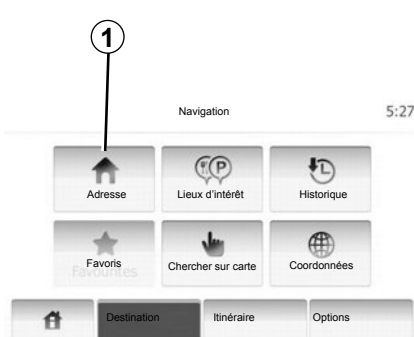 1
Navigation 5:27
Adresse Lieux d'intérêt Historique
Favoris Chercher sur carte Coordonnées
Favourites
Destination Itinéraire Options